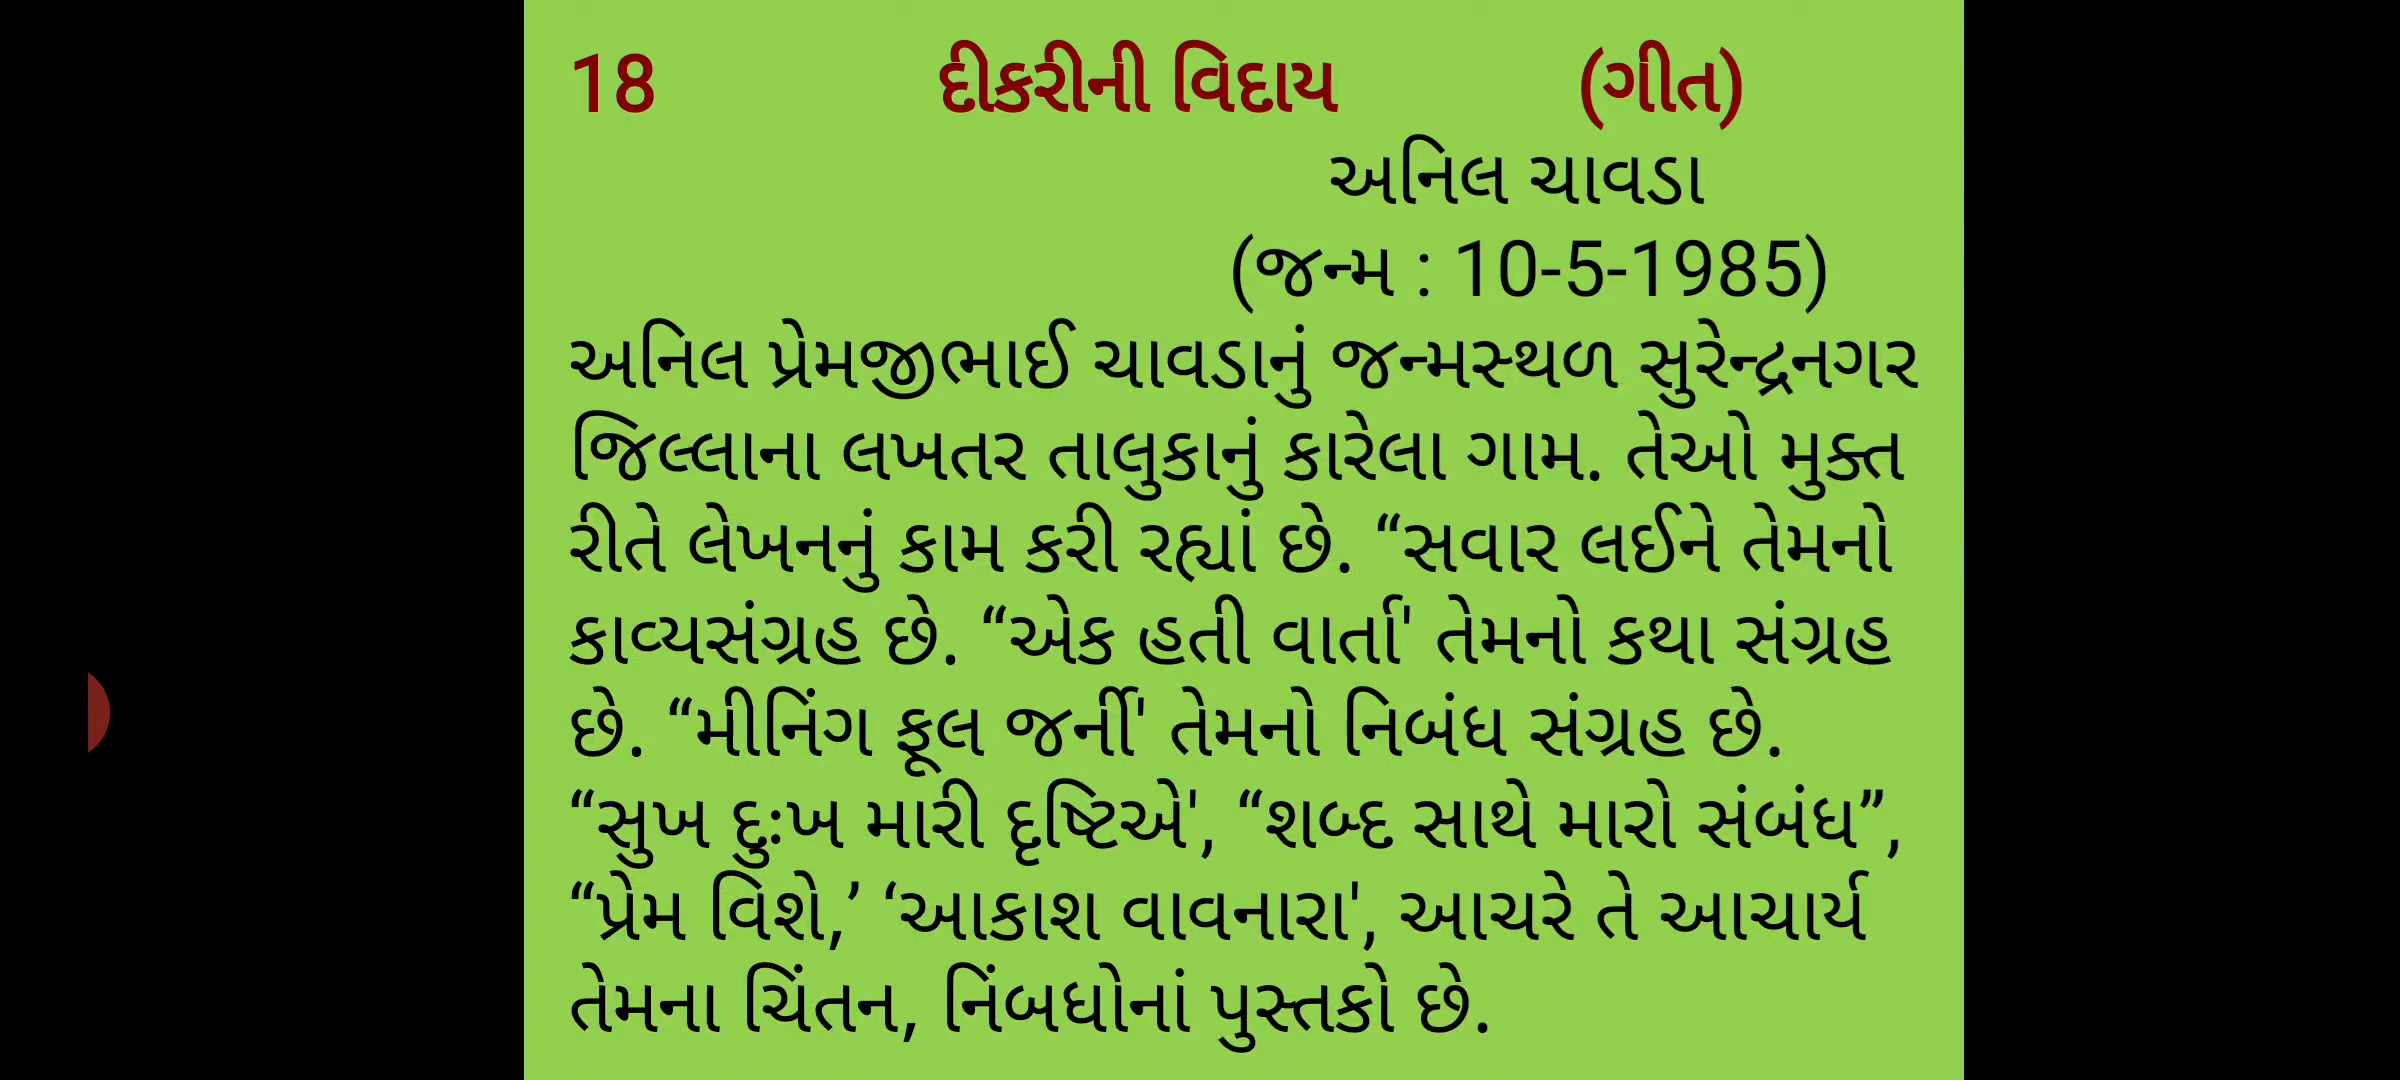 18 દીકરીની વિદાય (ગીત)
અનિલ ચાવડા
(જન્મ : 10-5-1985)
અનિલ પ્રેમજીભાઈ ચાવડાનું જન્મસ્થળ સુરેન્દ્રનગર
જિલ્લાના લખતર તાલુકાનું કારેલા ગામ. તેઓ મુક્ત
રીતે લેખનનું કામ કરી રહ્યાં છે. “સવાર લઈને તેમનો
કાવ્યસંગ્રહ છે. “એક હતી વાર્તા' તેમનો કથા સંગ્રહ
છે. “મીનિંગ ફૂલ જર્ની' તેમનો નિબંધ સંગ્રહ છે.
“સુખ દુઃખ મારી દૃષ્ટિએ', “શબ્દ સાથે મારો સંબંધ”,
“પ્રેમ વિશે,’ ‘આકાશ વાવનારા', આચરે તે આચાર્ય
તેમના ચિંતન, નિંબધોનાં પુસ્તકો છે.